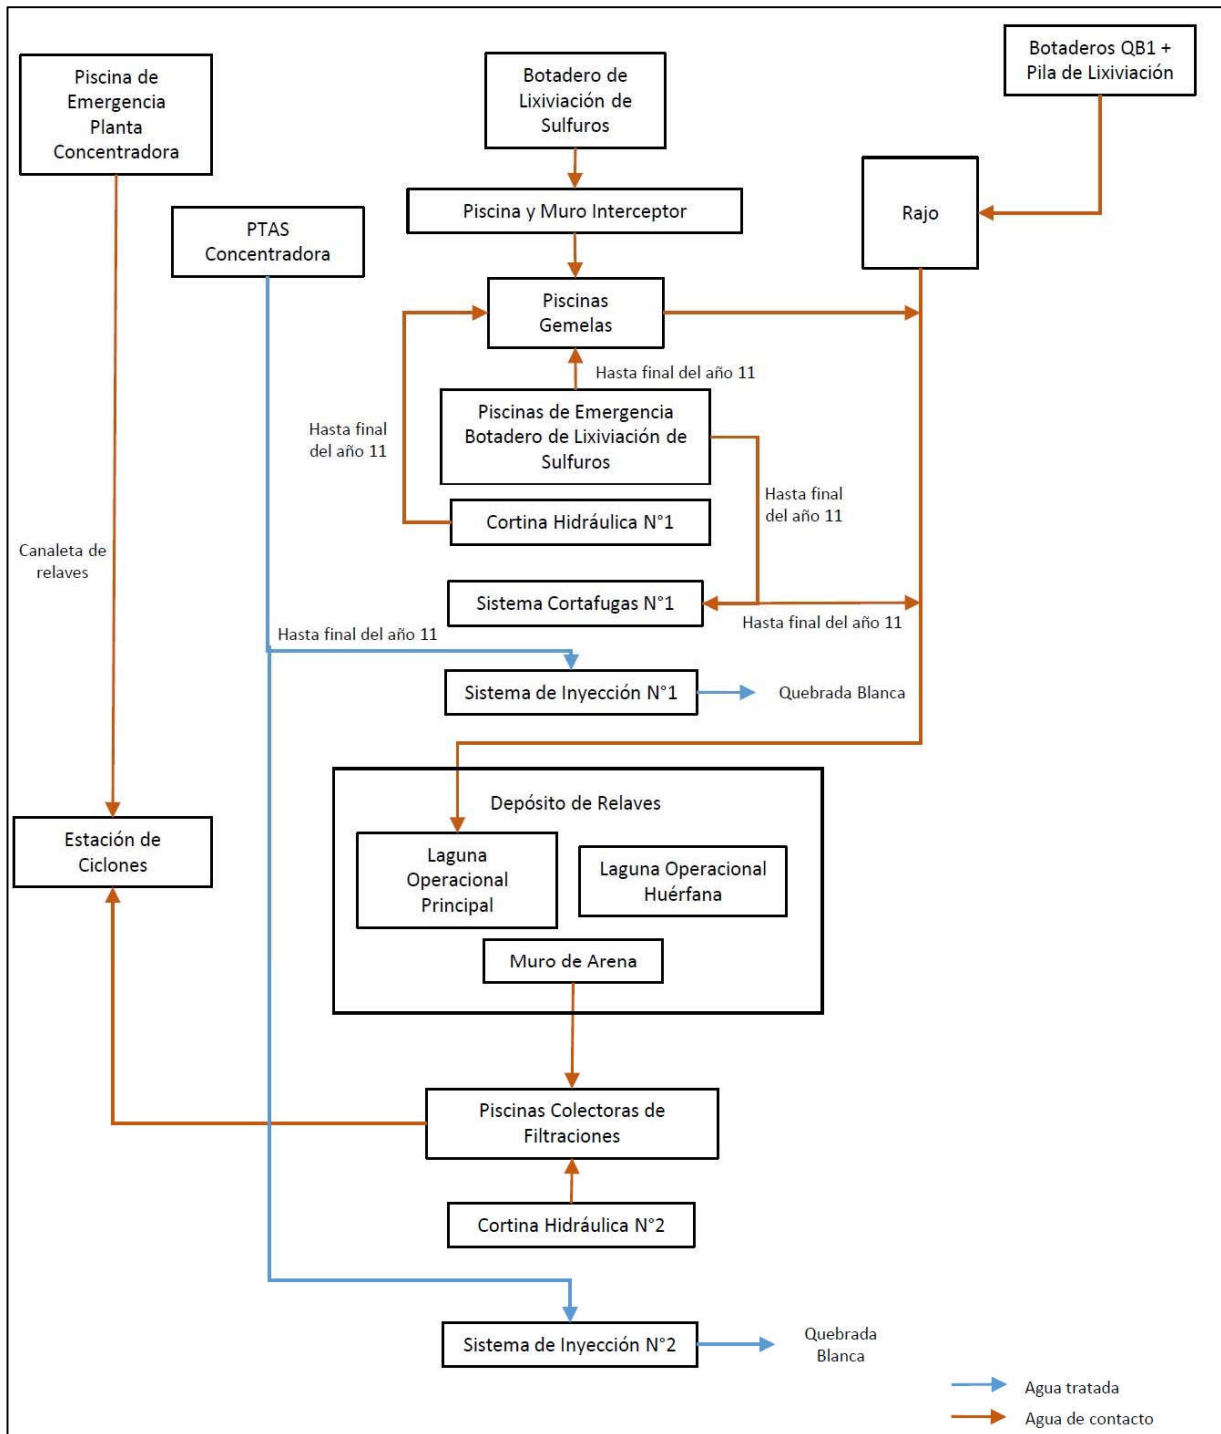 Piscina de
Emergencia
Planta
Concentradora
Botadero de
Lixiviación de
Sulfuros
Botaderos QB1 +
Pila de Lixiviación
Piscina y Muro Interceptor
Rajo
PTAS
Concentradora
Piscinas
Gemelas
Hasta final del año 11
Piscinas de Emergencia
Botadero de Lixiviación de
Sulfuros
Hasta final
del año 11
Hasta final
del año 11
Cortina Hidráulica N°1
Canaleta de
relaves
Sistema Cortafugas N°1
Hasta final del año 11
Hasta final del año 11
Sistema de Inyección N°1
Quebrada Blanca
Depósito de Relaves
Estación de
Ciclones
Laguna
Operacional
Principal
Laguna Operacional
Huérfana
Muro de Arena
Piscinas Colectoras de
Filtraciones
Cortina Hidráulica N°2
Sistema de Inyección N°2
Quebrada
Blanca
Agua tratada
Agua de contacto